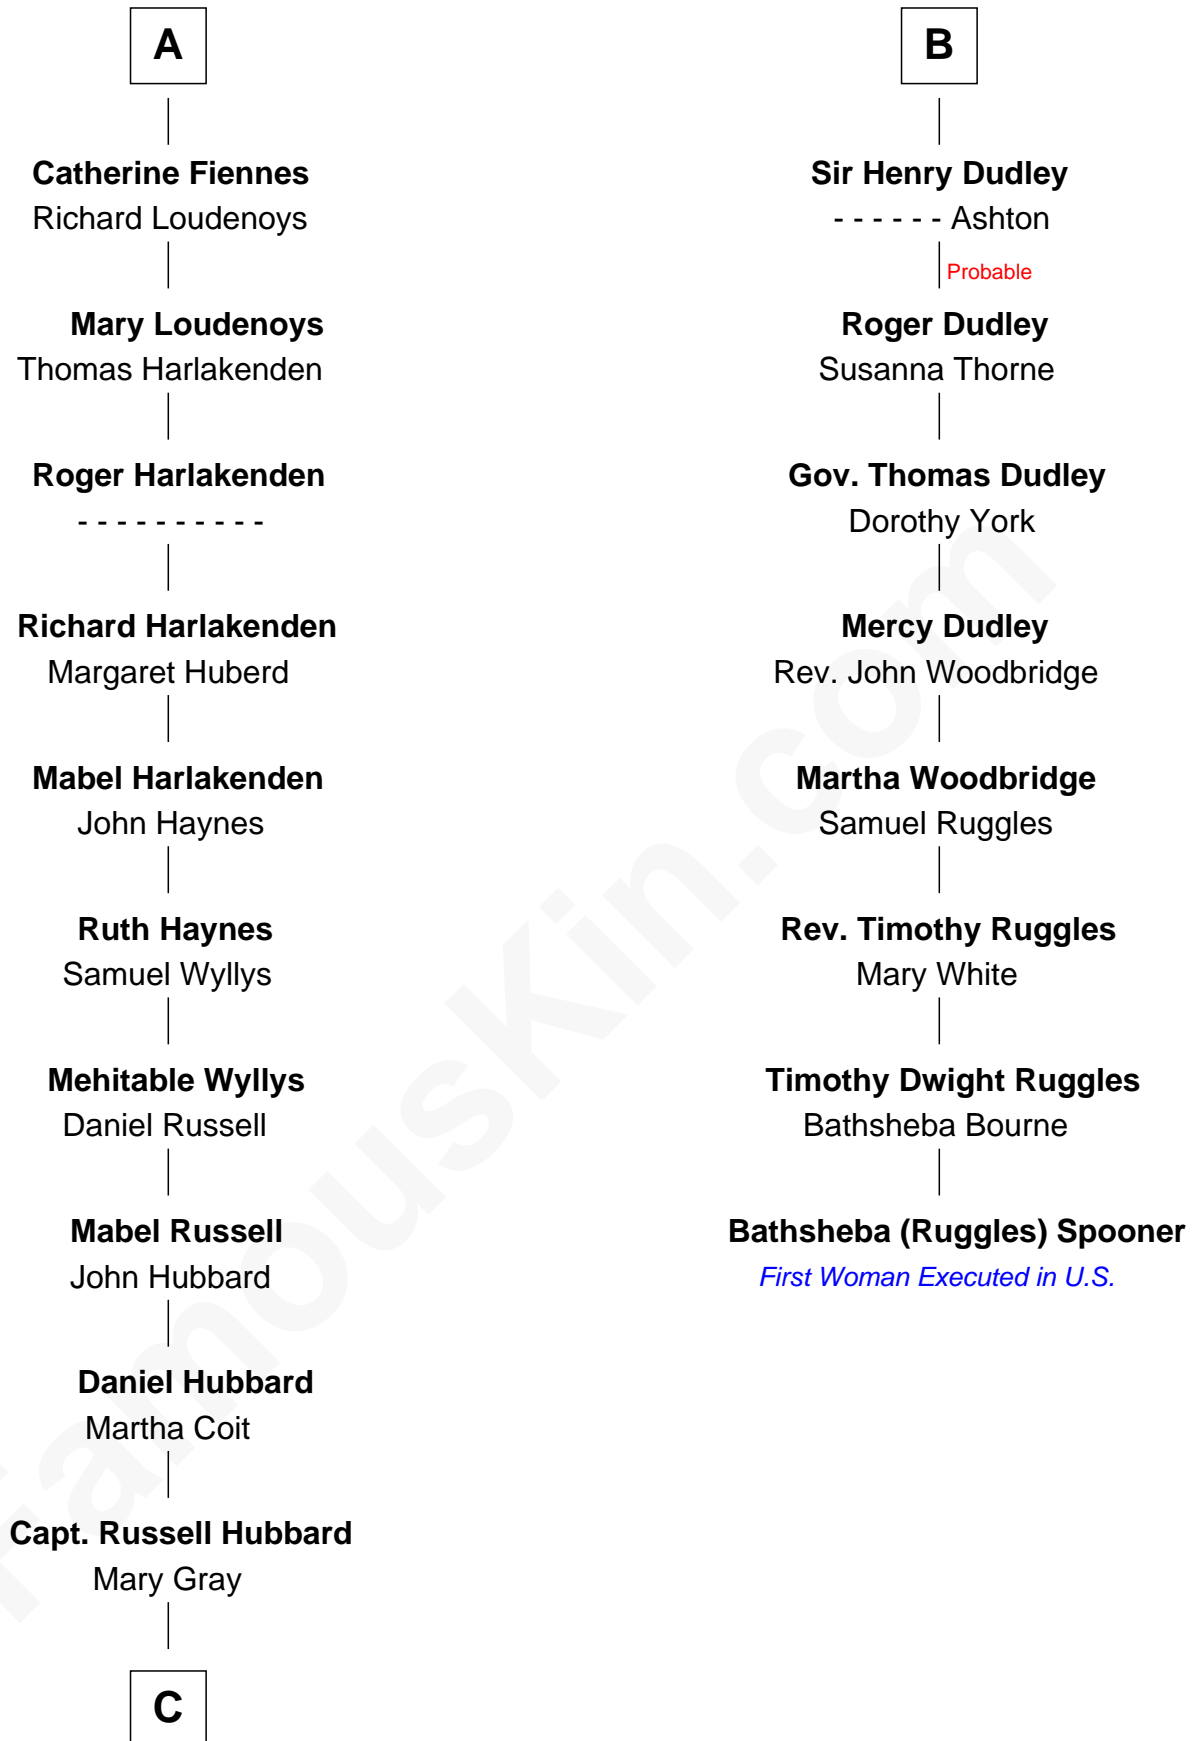 A
Catherine Fiennes
Richard Loudenoys
Mary Loudenoys
Thomas Harlakenden
Roger Harlakenden
- - - - - - - - - -
Richard Harlakenden
Margaret Huberd
Mabel Harlakenden
John Haynes
Ruth Haynes
Samuel Wyllys
Mehitable Wyllys
Daniel Russell
Mabel Russell
John Hubbard
Daniel Hubbard
Martha Coit
Capt. Russell Hubbard
Mary Gray
C
B
Sir Henry Dudley
- - - - - - Ashton
Probable
Roger Dudley
Susanna Thorne
Gov. Thomas Dudley
Dorothy York
Mercy Dudley
Rev. John Woodbridge
Martha Woodbridge
Samuel Ruggles
Rev. Timothy Ruggles
Mary White
Timothy Dwight Ruggles
Bathsheba Bourne
Bathsheba (Ruggles) Spooner
First Woman Executed in U.S.
FamousKin.com